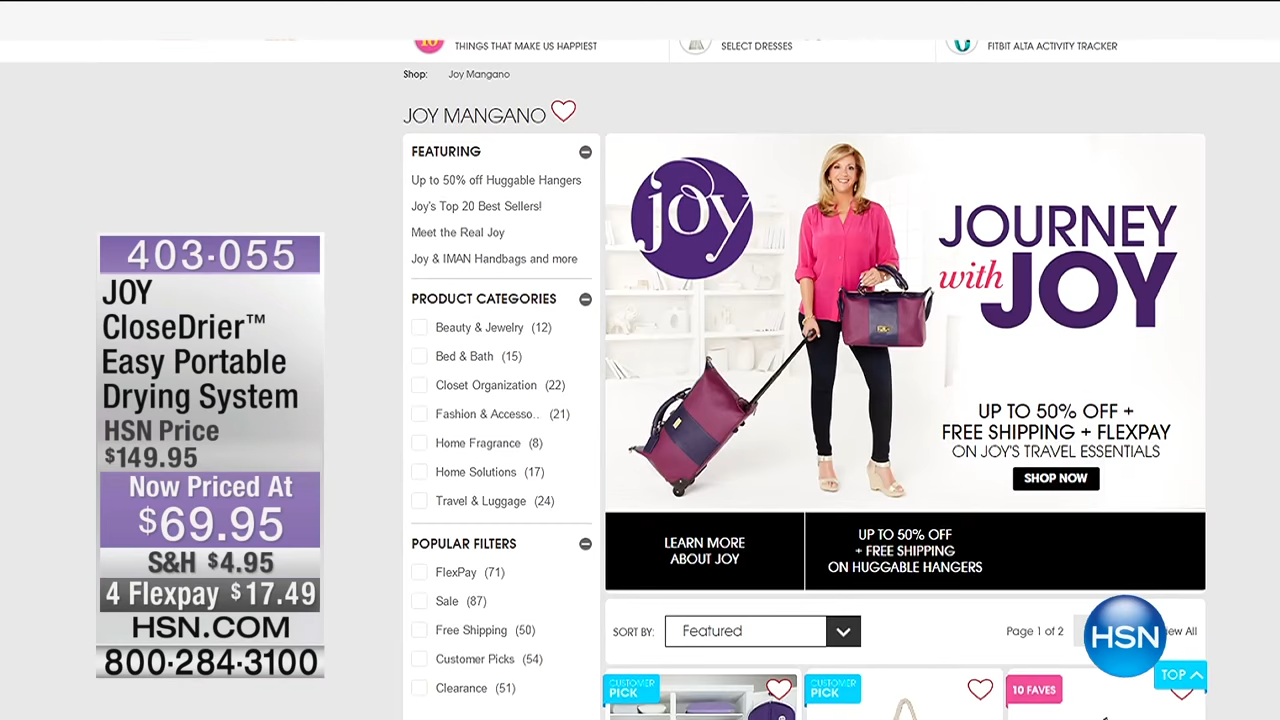 THINGS THAT MAKE US HAPPIEST
SELECT DRESSES
FITBIT ALTA ACTIVITY TRACKER
Shop: Joy Mangano
JOY MANGANO
FEATURING
Up to 50% off Huggable Hangers
Joy's Top 20 Best Sellers!
Meet the Real Joy
Joy & IMAN Handbags and more
PRODUCT CATEGORIES
Beauty & Jewelry (12)
Bed & Bath (15)
Closet Organization (22)
Fashion & Accesso.. (21)
Home Fragrance (8)
Home Solutions (17)
Travel & Luggage (24)
POPULAR FILTERS
FlexPay (71)
Sale (87)
Free Shipping (50)
Customer Picks (54)
Clearance (51)
joy
JOURNEY
with JOY
UP TO 50% OFF +
FREE SHIPPING + FLEXPAY
ON JOY'S TRAVEL ESSENTIALS
SHOP NOW
LEARN MORE
ABOUT JOY
UP TO 50% OFF
+ FREE SHIPPING
ON HUGGABLE HANGERS
SORT BY: Featured
Page 1 of 2
HSN
TOP
CUSTOMER
PICK
CUSTOMER
PICK
10 FAVES
403·055
JOY
CloseDrier™
Easy Portable
Drying System
HSN Price
$149.95
Now Priced At
$69.95
S&H $4.95
4 Flexpay $17.49
HSN.COM
800·284·3100